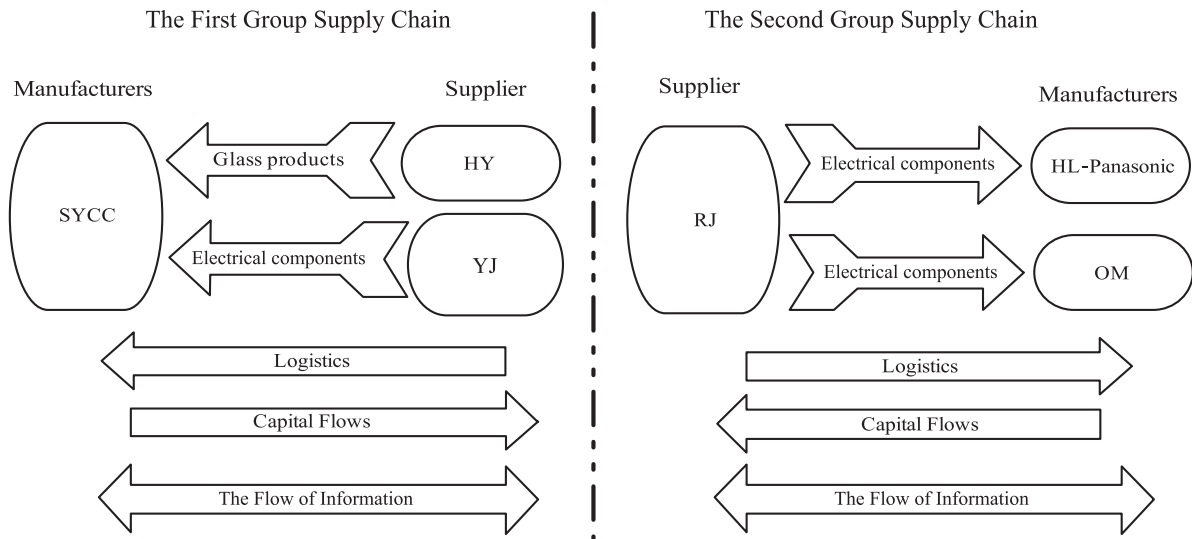 The First Group Supply Chain
Manufacturers
Supplier
Glass products
HY
SYCC
Electrical components
YJ
Logistics
Capital Flows
The Flow of Information
The Second Group Supply Chain
Supplier
Manufacturers
Electrical components
HL-Panasonic
RJ
Electrical components
OM
Logistics
Capital Flows
The Flow of Information